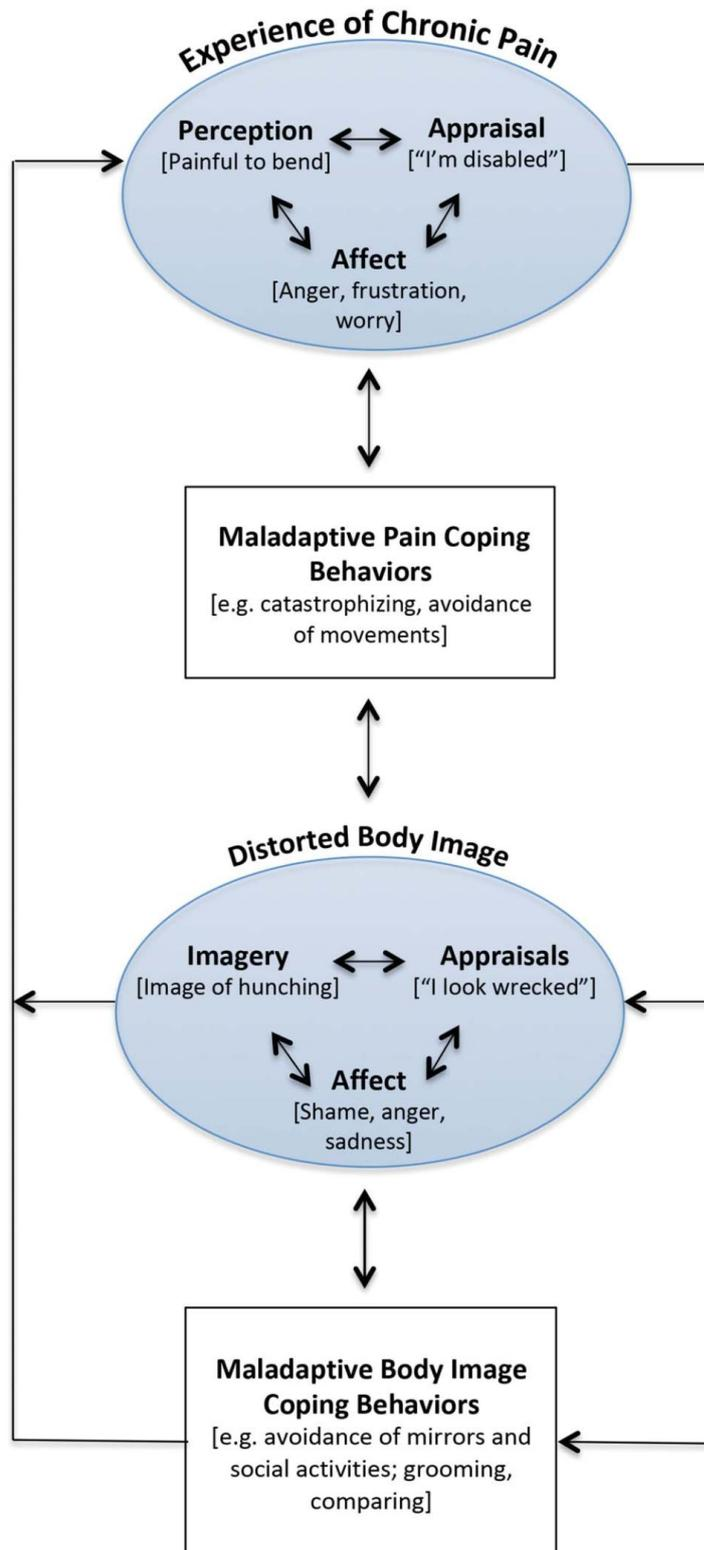 Experience of Chronic Pain
Perception
[Painful to bend]
Appraisal
[“I’m disabled”]
Affect
[Anger, frustration,
worry]
Maladaptive Pain Coping
Behaviors
[e.g. catastrophizing, avoidance
of movements]
Distorted Body Image
Imagery
[Image of hunching]
Appraisals
[“I look wrecked”]
Affect
[Shame, anger,
sadness]
Maladaptive Body Image
Coping Behaviors
[e.g. avoidance of mirrors and
social activities; grooming,
comparing]